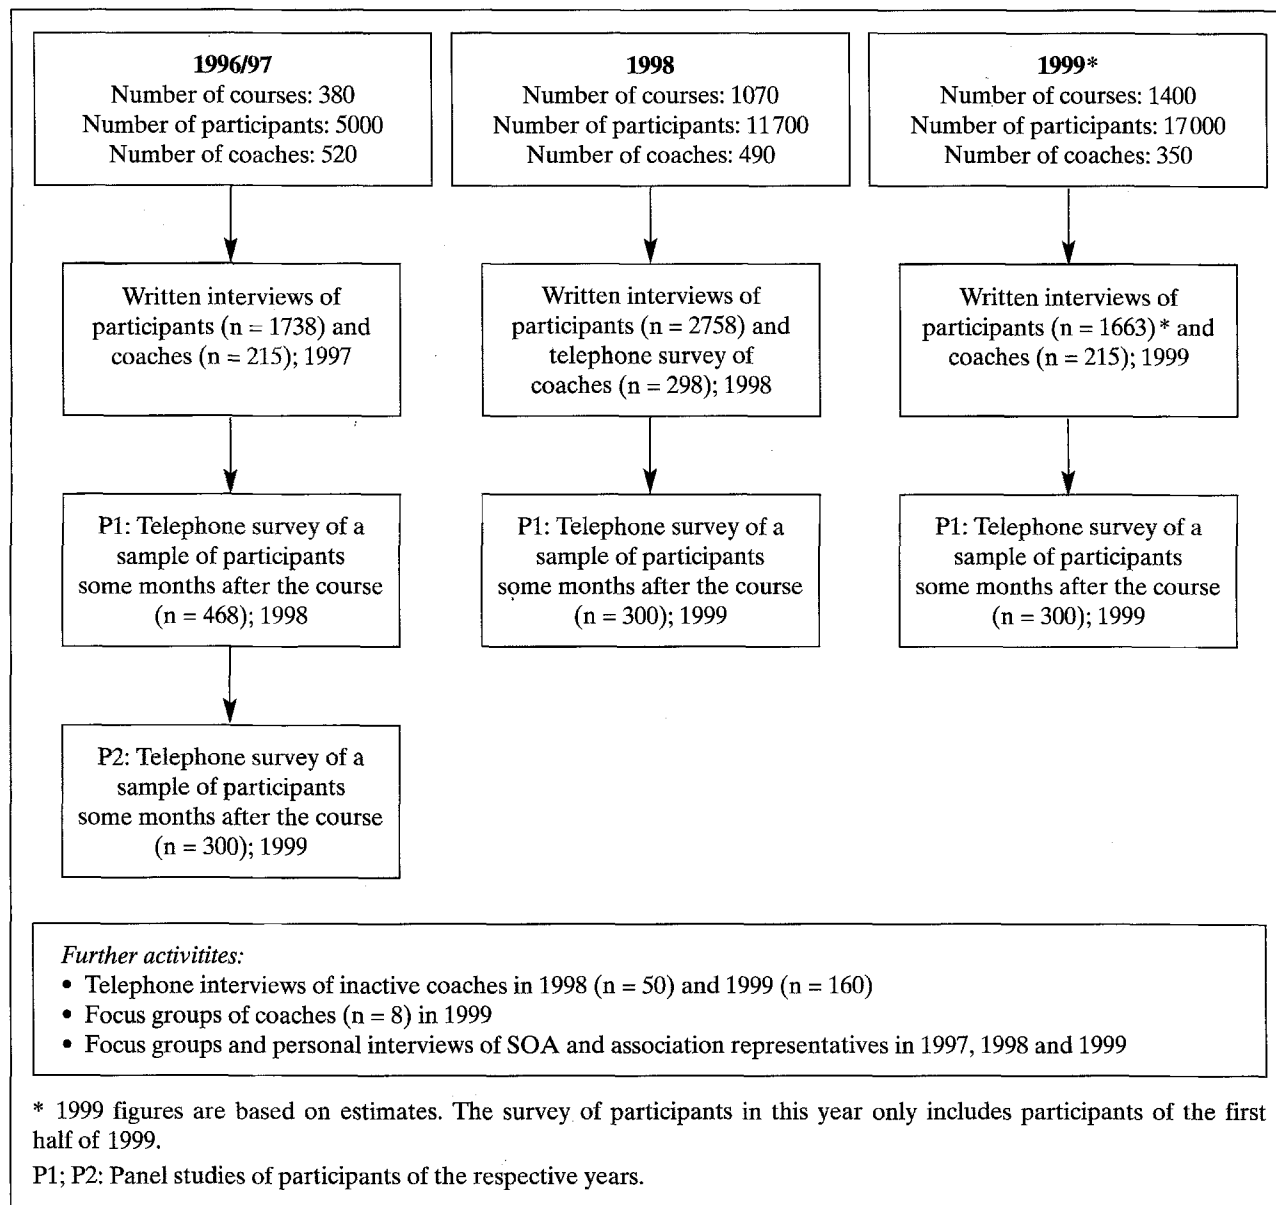 1996/97
Number of courses: 380
Number of participants: 5000
Number of coaches: 520
1998
Number of courses: 1070
Number of participants: 11700
Number of coaches: 490
1999*
Number of courses: 1400
Number of participants: 17000
Number of coaches: 350
Written interviews of
participants (n = 1738) and
coaches (n = 215); 1997
Written interviews of
participants (n = 2758) and
telephone survey of
coaches (n = 298); 1998
Written interviews of
participants (n = 1663)* and
coaches (n = 215); 1999
P1: Telephone survey of a
sample of participants
some months after the course
(n = 468); 1998
P1: Telephone survey of a
sample of participants
some months after the course
(n = 300); 1999
P1: Telephone survey of a
sample of participants
some months after the course
(n = 300); 1999
P2: Telephone survey of a
sample of participants
some months after the course
(n = 300); 1999
Further activitites:
• Telephone interviews of inactive coaches in 1998 (n = 50) and 1999 (n = 160)
• Focus groups of coaches (n = 8) in 1999
• Focus groups and personal interviews of SOA and association representatives in 1997, 1998 and 1999
* 1999 figures are based on estimates. The survey of participants in this year only includes participants of the first
half of 1999.
P1; P2: Panel studies of participants of the respective years.